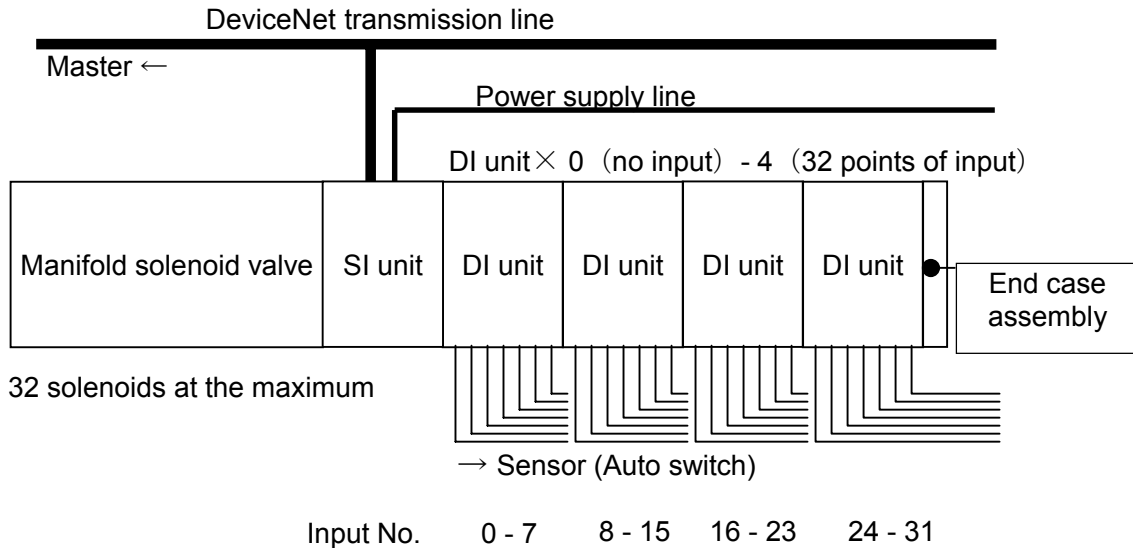 DeviceNet transmission line
Master ←
Power supply line
DI unit× 0（no input）- 4（32 points of input）
Manifold solenoid valve SI unit DI unit DI unit DI unit DI unit
End case
assembly
32 solenoids at the maximum
→ Sensor (Auto switch)
Input No. 0 - 7 8 - 15 16 - 23 24 - 31